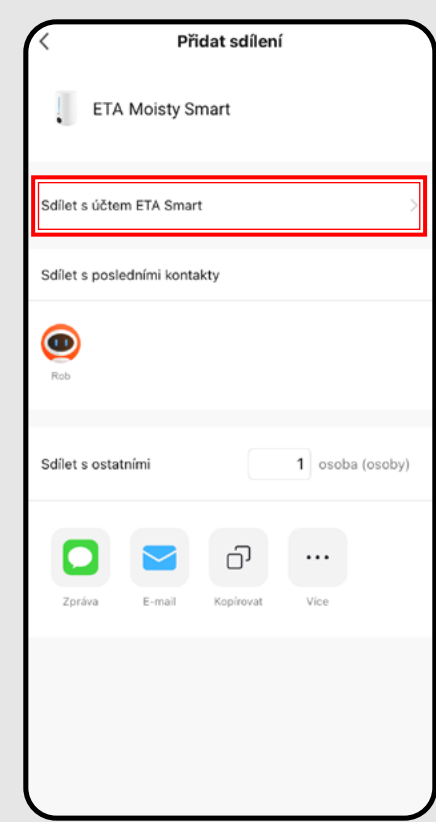 Přidat sdílení
ETA Moisty Smart
Sdílet s účtem ETA Smart
Sdílet s posledními kontakty
Rob
Sdílet s ostatními 1 osoba (osoby)
Zpráva E-mail Kopírovat Více